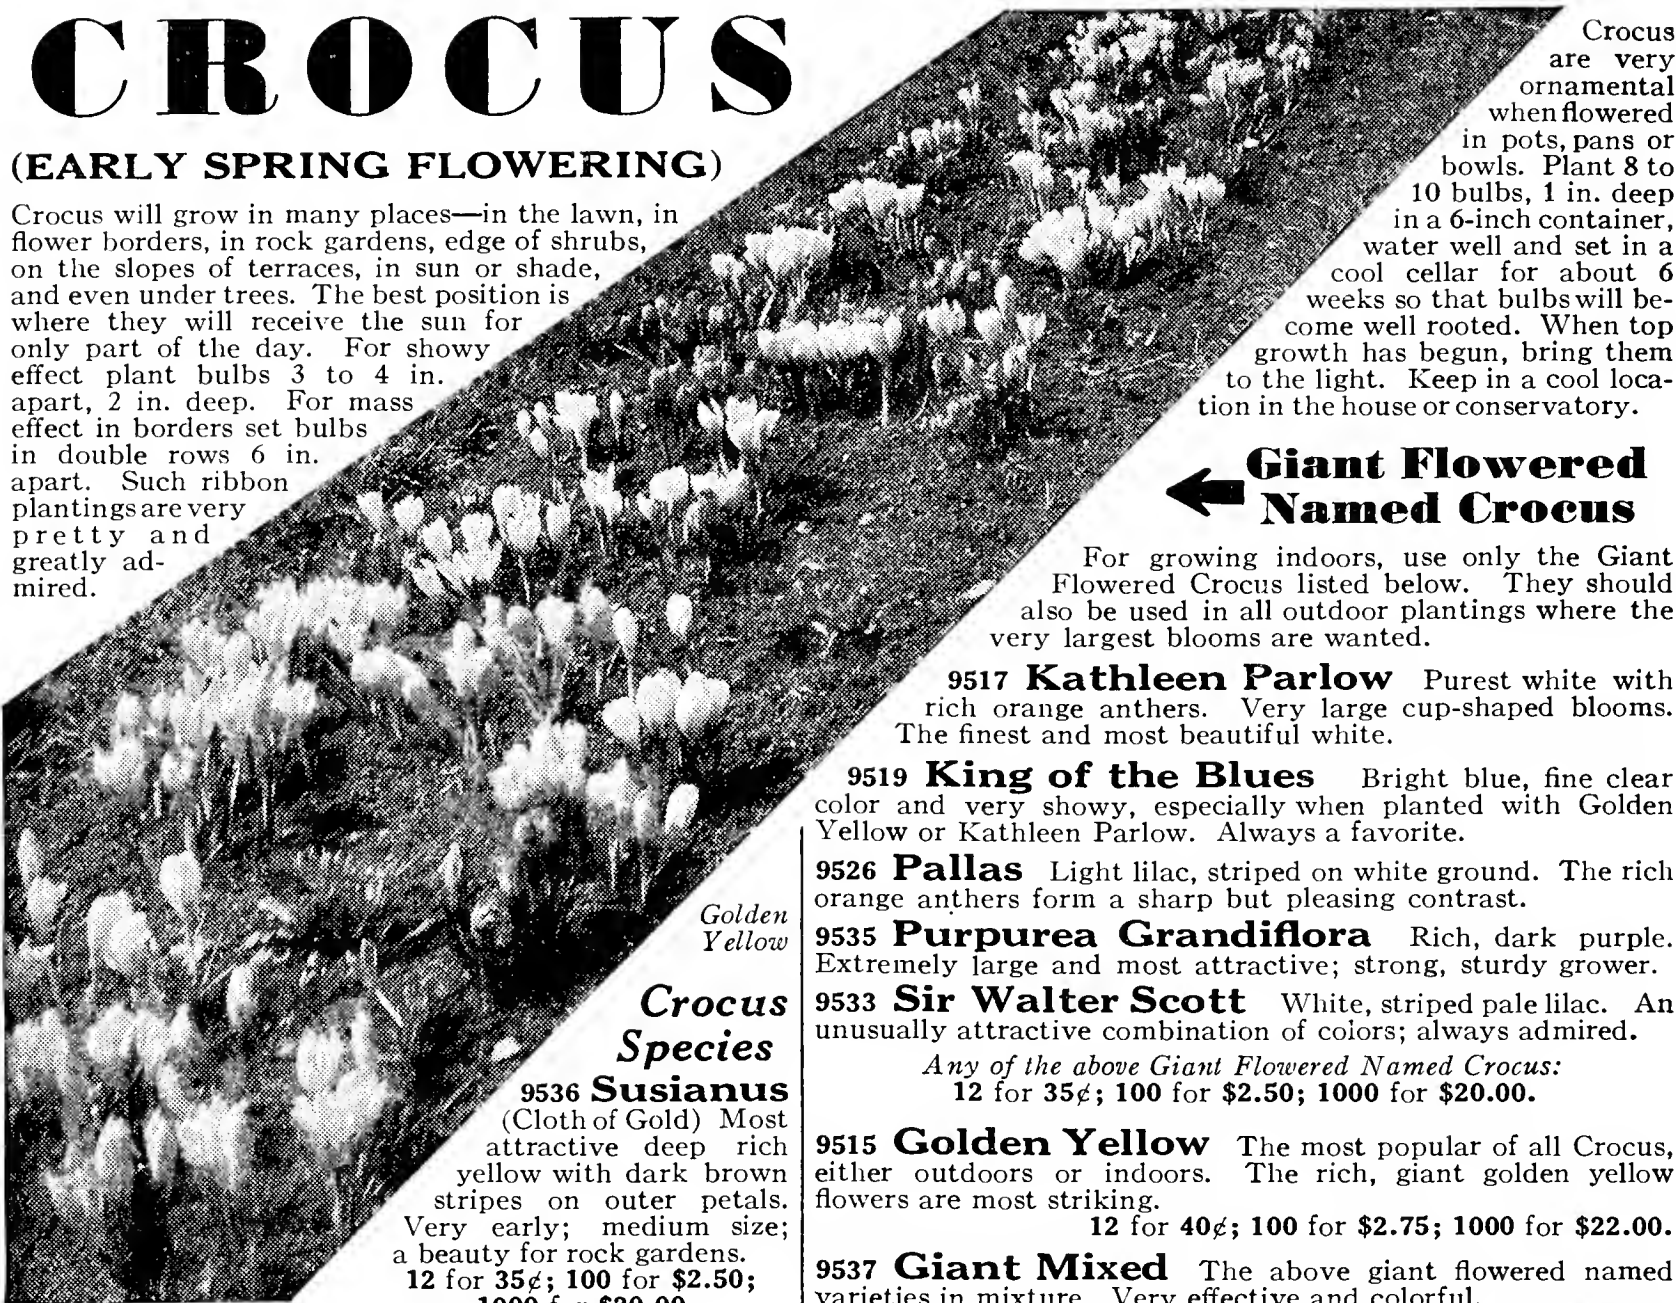 CROCUS
(EARLY SPRING FLOWERING)
Crocus will grow in many places—in the lawn, in
flower borders, in rock gardens, edge of shrubs,
on the slopes of terraces, in sun or shade,
and even under trees. The best position is
where they will receive the sun for
only part of the day. For showy
effect plant bulbs 3 to 4 in.
apart, 2 in. deep. For mass
effect in borders set bulbs
in double rows 6 in.
apart. Such ribbon
plantings are very
pretty and
greatly ad-
mired.
Crocus
are very
ornamental
when flowered
in pots, pans or
bowls. Plant 8 to
10 bulbs, 1 in. deep
in a 6-inch container,
water well and set in a
cool cellar for about 6
weeks so that bulbs will be-
come well rooted. When top
growth has begun, bring them
to the light. Keep in a cool loca-
tion in the house or conservatory.
Giant Flowered
Named Crocus
For growing indoors, use only the Giant
Flowered Crocus listed below. They should
also be used in all outdoor plantings where the
very largest blooms are wanted.
9517 Kathleen Parlow Purest white with
rich orange anthers. Very large cup-shaped blooms.
The finest and most beautiful white.
9519 King of the Blues Bright blue, fine clear
color and very showy, especially when planted with Golden
Yellow or Kathleen Parlow. Always a favorite.
9526 Pallas Light lilac, striped on white ground. The rich
orange anthers form a sharp but pleasing contrast.
9535 Purpurea Grandiflora Rich, dark purple.
Extremely large and most attractive; strong, sturdy grower.
9533 Sir Walter Scott White, striped pale lilac. An
unusually attractive combination of colors; always admired.
Any of the above Giant Flowered Named Crocus:
12 for 35¢; 100 for $2.50; 1000 for $20.00.
9515 Golden Yellow The most popular of all Crocus,
either outdoors or indoors. The rich, giant golden yellow
flowers are most striking.
12 for 40¢; 100 for $2.75; 1000 for $22.00.
9537 Giant Mixed The above giant flowered named
varieties in mixture. Very effective and colorful.
Golden
Yellow
Crocus
Species
9536 Susianus
(Cloth of Gold) Most
attractive deep rich
yellow with dark brown
stripes on outer petals.
Very early; medium size;
a beauty for rock gardens.
12 for 35¢; 100 for $2.50;
1000 for $20.00